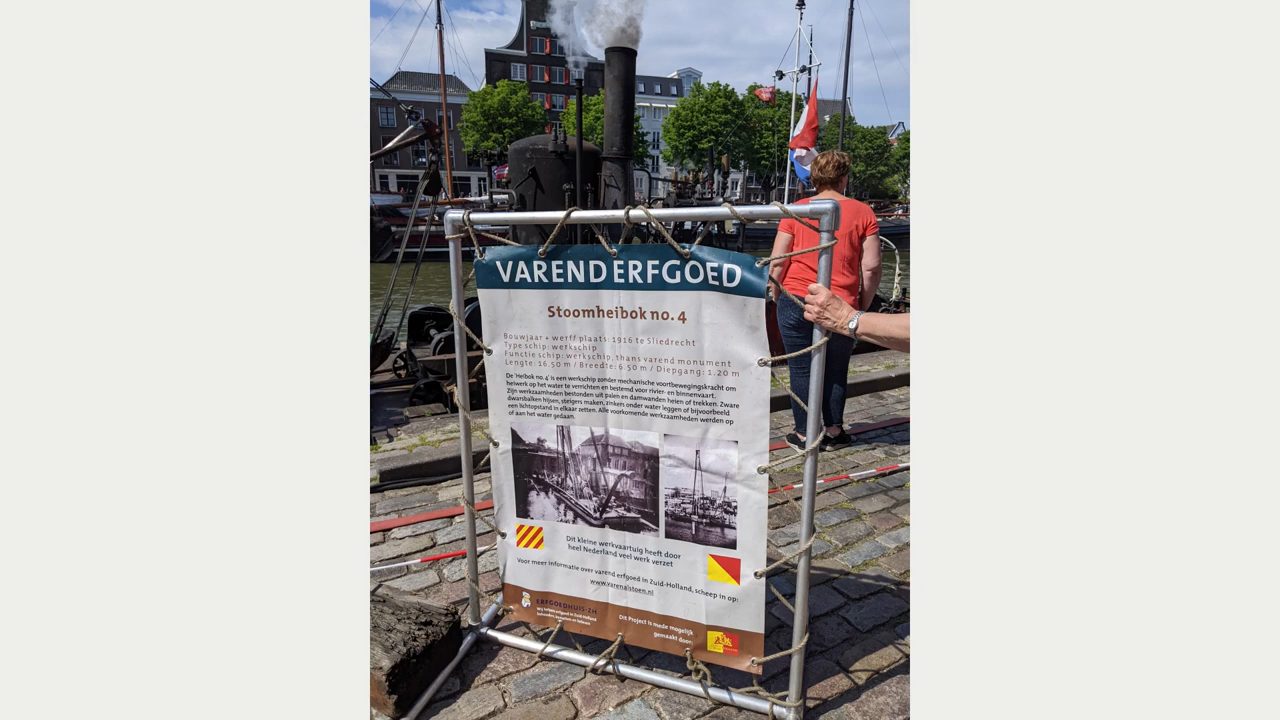 VAREND ERFGOED
Stoomheibok no. 4
Bouwjaar + werff plaats: 1916 te Sliedrecht
Type schip: werkschip
Functie schip: werkschip, thans varend monument
Lengte: 16.50 m / Breedte: 6.50 m / Diepgang: 1.20 m
De 'Heibok no. 4' is een werkschip zonder mechanische voortbewegingskracht om
heiwerk op het water te verrichten en bestemd voor rivier- en binnenvaart.
Zijn werkzaamheden bestonden uit palen en damwanden heien of trekken. Zware
dwarsbalken hijsen, steigers maken, zinkers onder water leggen of bijvoorbeeld
een lichtopstand in elkaar zetten. Alle voorkomende werkzaamheden werden op
of aan het water gedaan.
Dit kleine werkvaartuig heeft door
heel Nederland veel werk verzet
Voor meer informatie over varend erfgoed in Zuid-Holland, scheep in op:
www.varenalstoen.nl
ERFGOEDHUIS-ZH
Dit Project is mede mogelijk
gemaakt door: